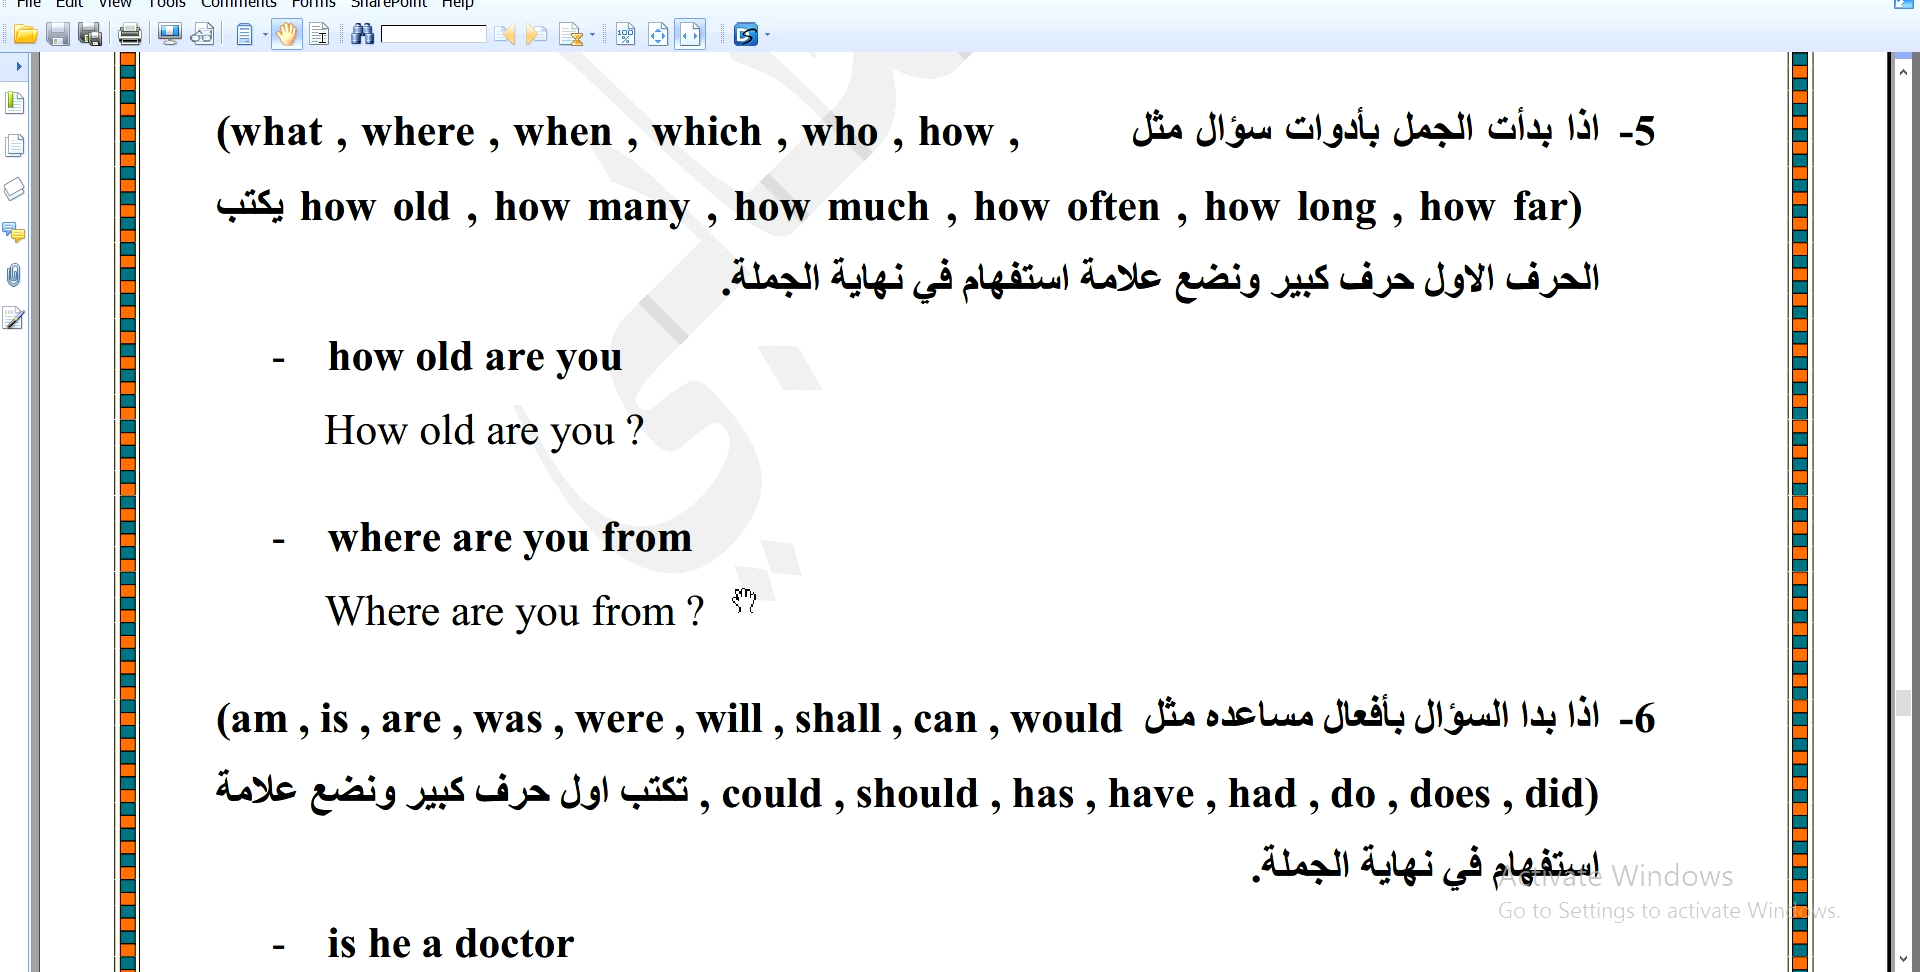 File Edit View Tools Comments Forms SharePoint Help
5- اذا بدأت الجمل بأدوات سؤال مثل (what , where , when , which , who , how ,
how old , how many , how much , how often , how long , how far) يكتب
الحرف الاول حرف كبير ونضع علامة استفهام في نهاية الجملة.
- how old are you
How old are you ?
- where are you from
Where are you from ?
6- اذا بدا السؤال بأفعال مساعده مثل (am , is , are , was , were , will , shall , can , would
, could , should , has , have , had , do , does , did) تكتب اول حرف كبير ونضع علامة
استفهام في نهاية الجملة.
Activate Windows
Go to Settings to activate Windows.
- is he a doctor